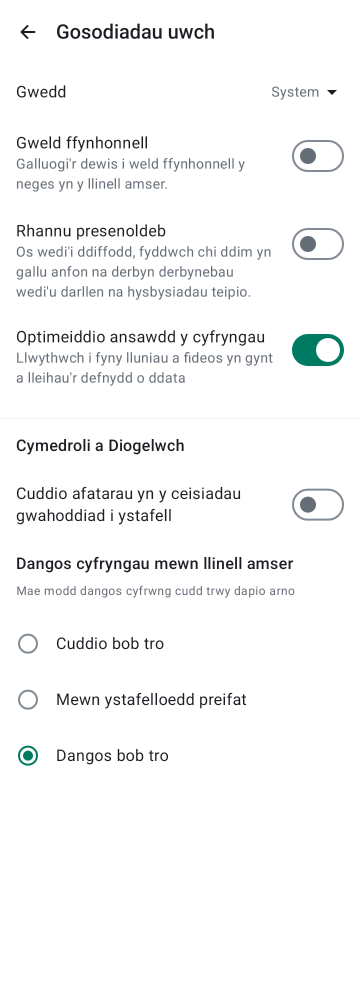 Gosodiadau uwch
Gwedd
System
Gweld ffynhonnell
Galluogi'r dewis i weld ffynhonnell y
neges yn y llinell amser.
Rhannu presenoldeb
Os wedi'i ddiffodd, fyddwch chi ddim yn
gallu anfon na derbyn derbynebau
wedi'u darllen na hysbysiadau teipio.
Optimeiddio ansawdd y cyfryngau
Llwythwch i fyny lluniau a fideos yn gynt
a lleihau'r defnydd o ddata
Cymedroli a Diogelwch
Cuddio afatarau yn y ceisiadau
gwahoddiad i ystafell
Dangos cyfryngau mewn llinell amser
Mae modd dangos cyfrwng cudd trwy dapio arno
Cuddio bob tro
Mewn ystafelloedd preifat
Dangos bob tro